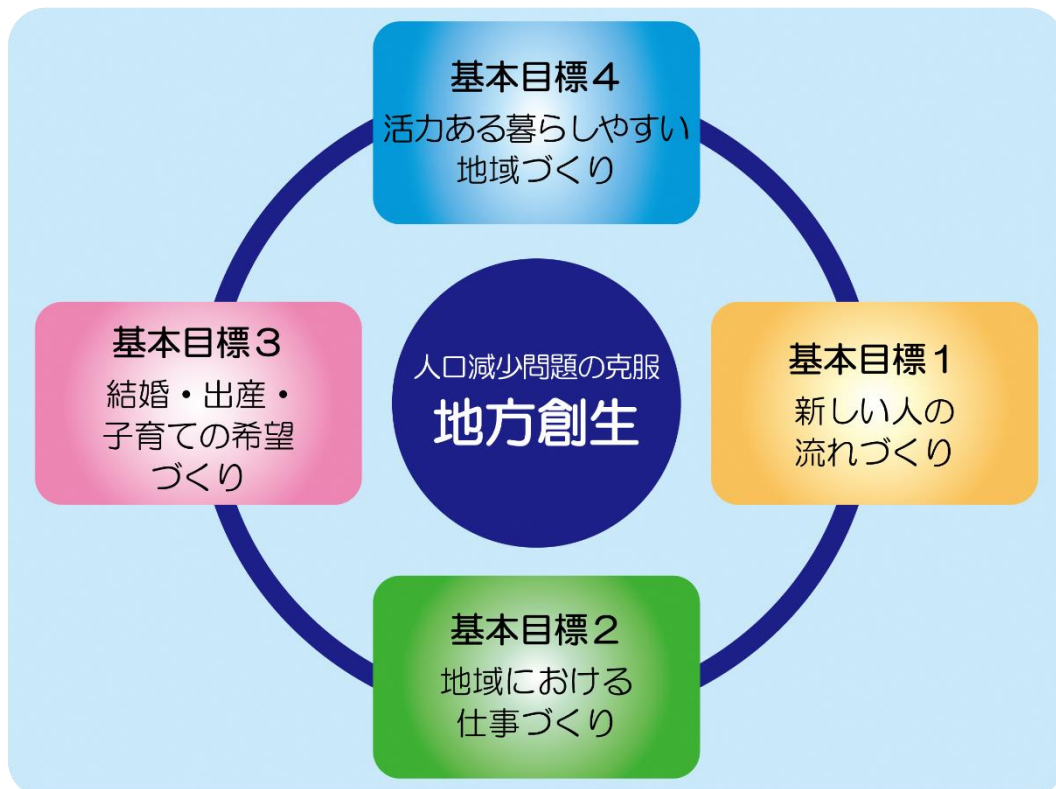 基本目標４
活力ある暮らしやすい
地域づくり
基本目標３
結婚・出産・
子育ての希望
づくり
人口減少問題の克服
地方創生
基本目標１
新しい人の
流れづくり
基本目標２
地域における
仕事づくり